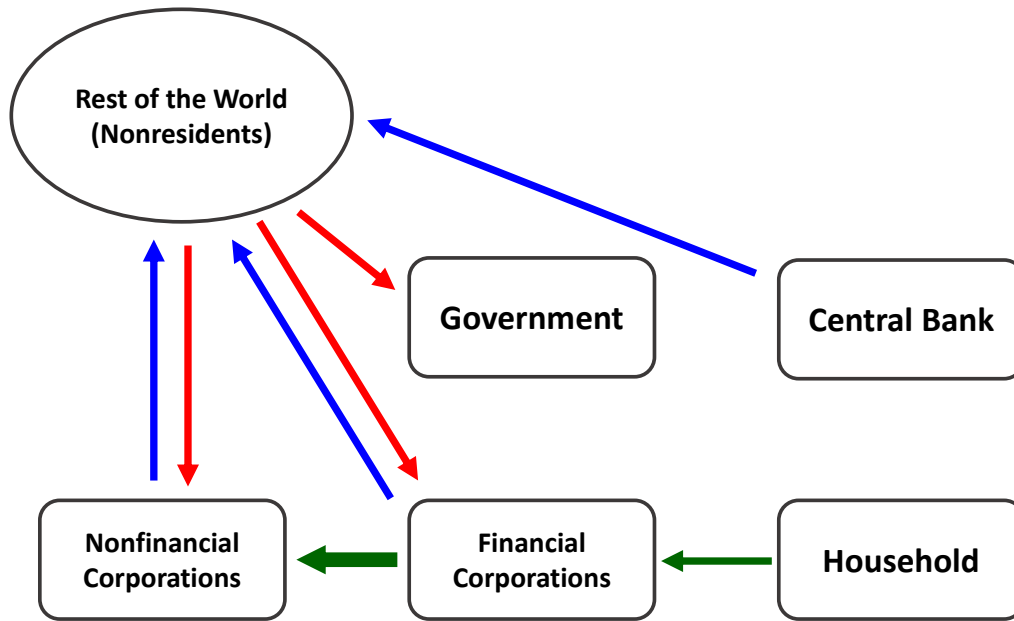 Rest of the World
(Nonresidents)
Government
Central Bank
Nonfinancial
Corporations
Financial
Corporations
Household